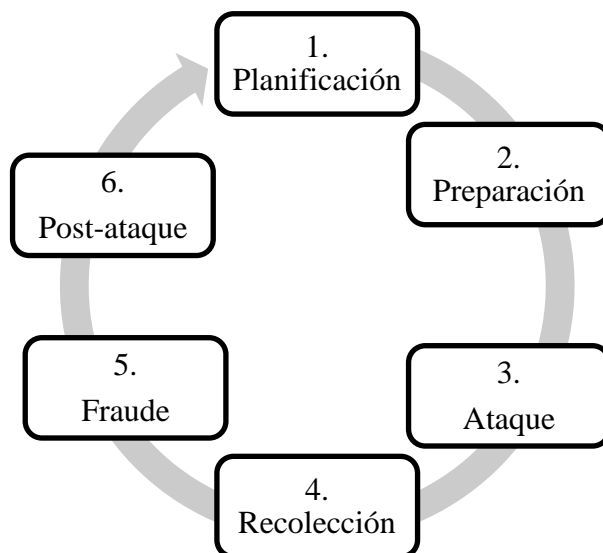 1.
Planificación
2.
Preparación
3.
Ataque
4.
Recolección
5.
Fraude
6.
Post-ataque